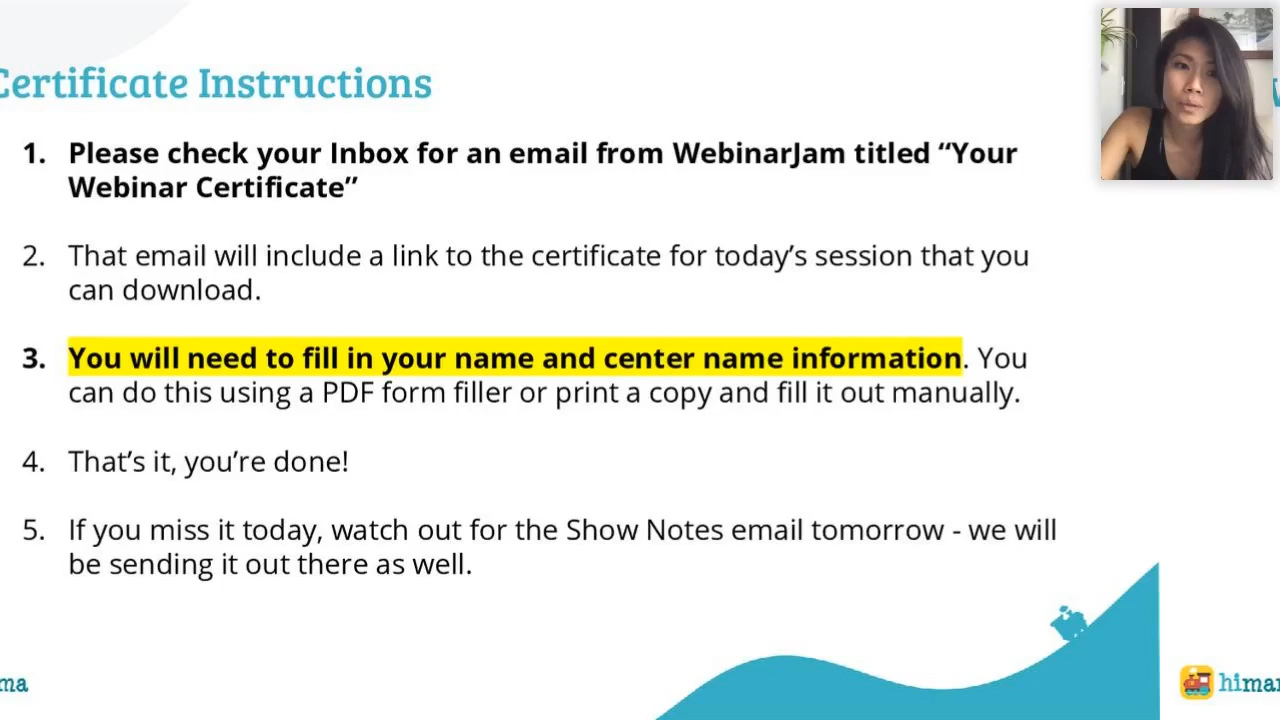 Certificate Instructions
1. Please check your Inbox for an email from WebinarJam titled “Your
Webinar Certificate”
2. That email will include a link to the certificate for today’s session that you
can download.
3. You will need to fill in your name and center name information. You
can do this using a PDF form filler or print a copy and fill it out manually.
4. That’s it, you’re done!
5. If you miss it today, watch out for the Show Notes email tomorrow - we will
be sending it out there as well.
ma
himar